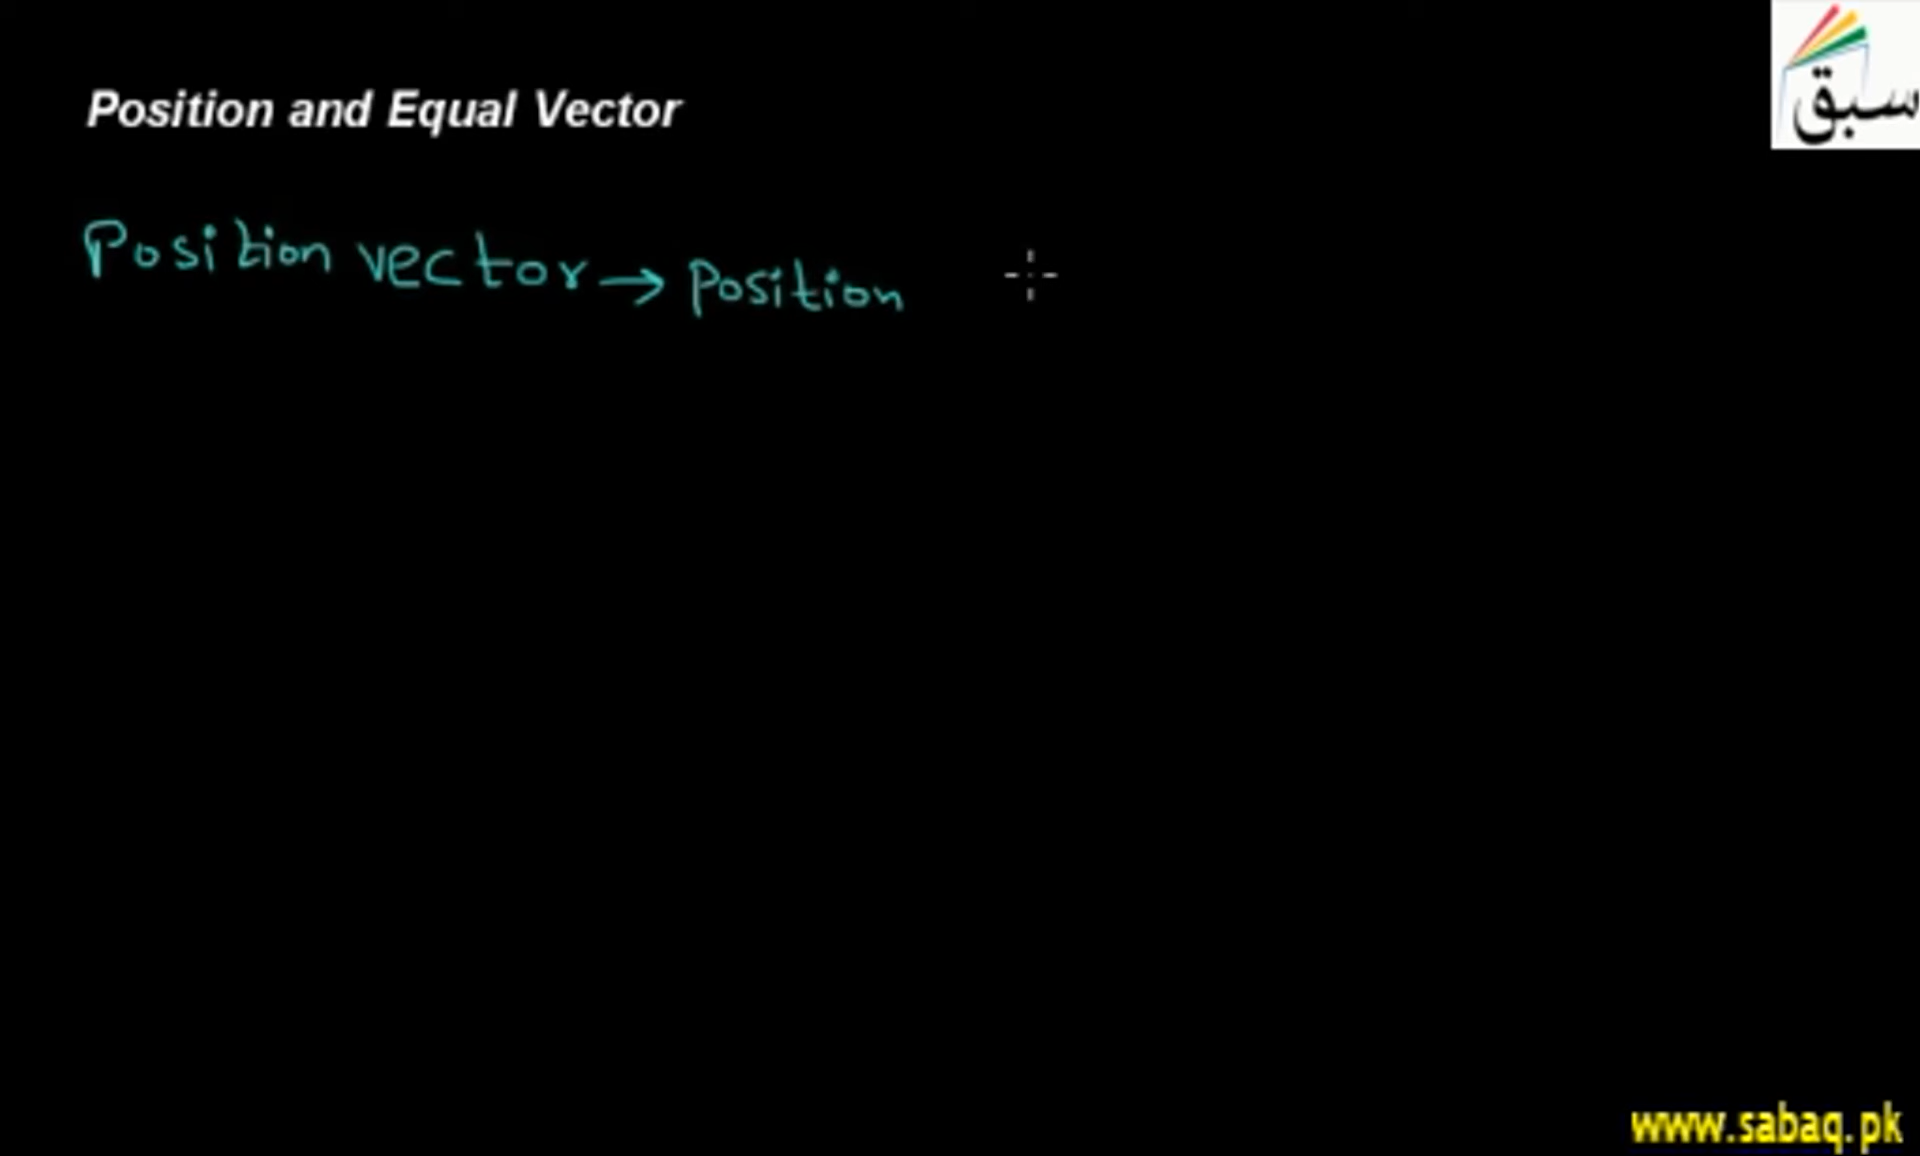 سبق
Position and Equal Vector
Position vector → Position
www.sabaq.pk